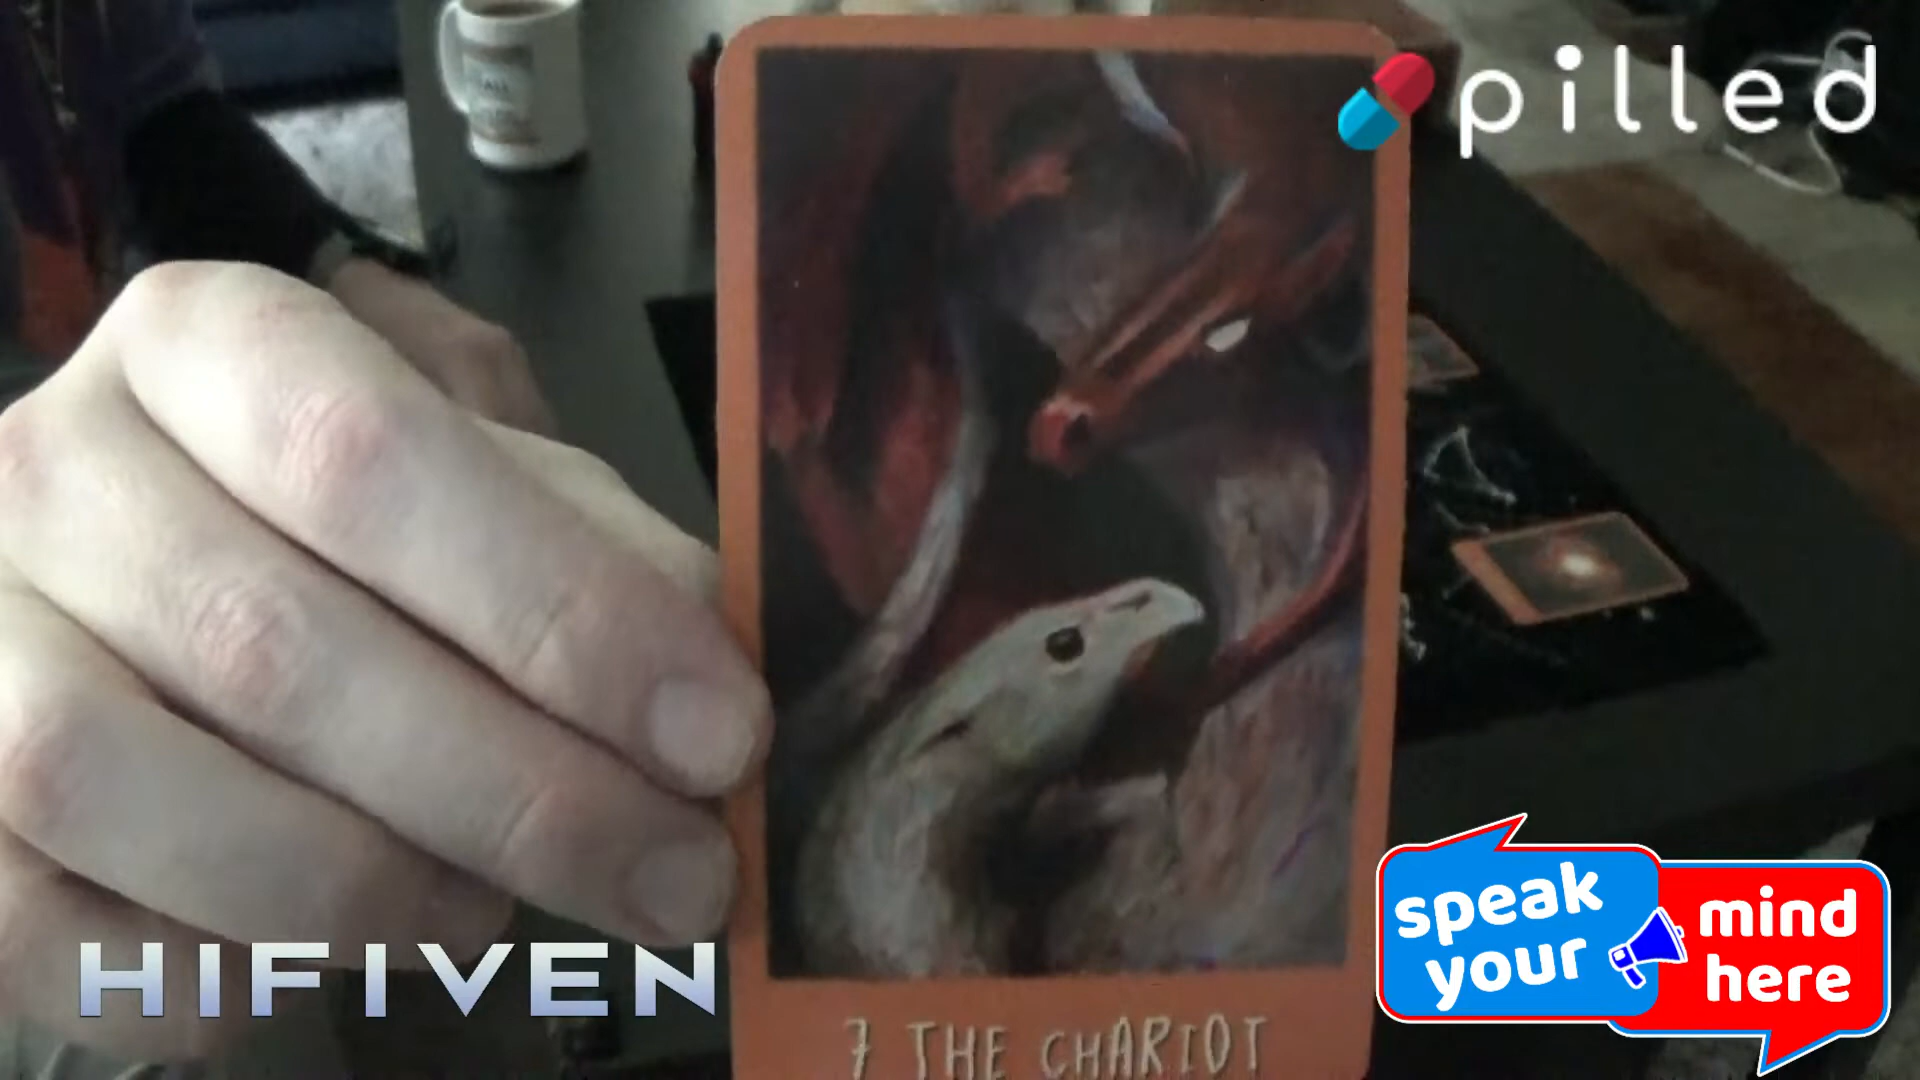 pilled
speak
your
mind
here
HIFIVEN
7 THE CHARIOT